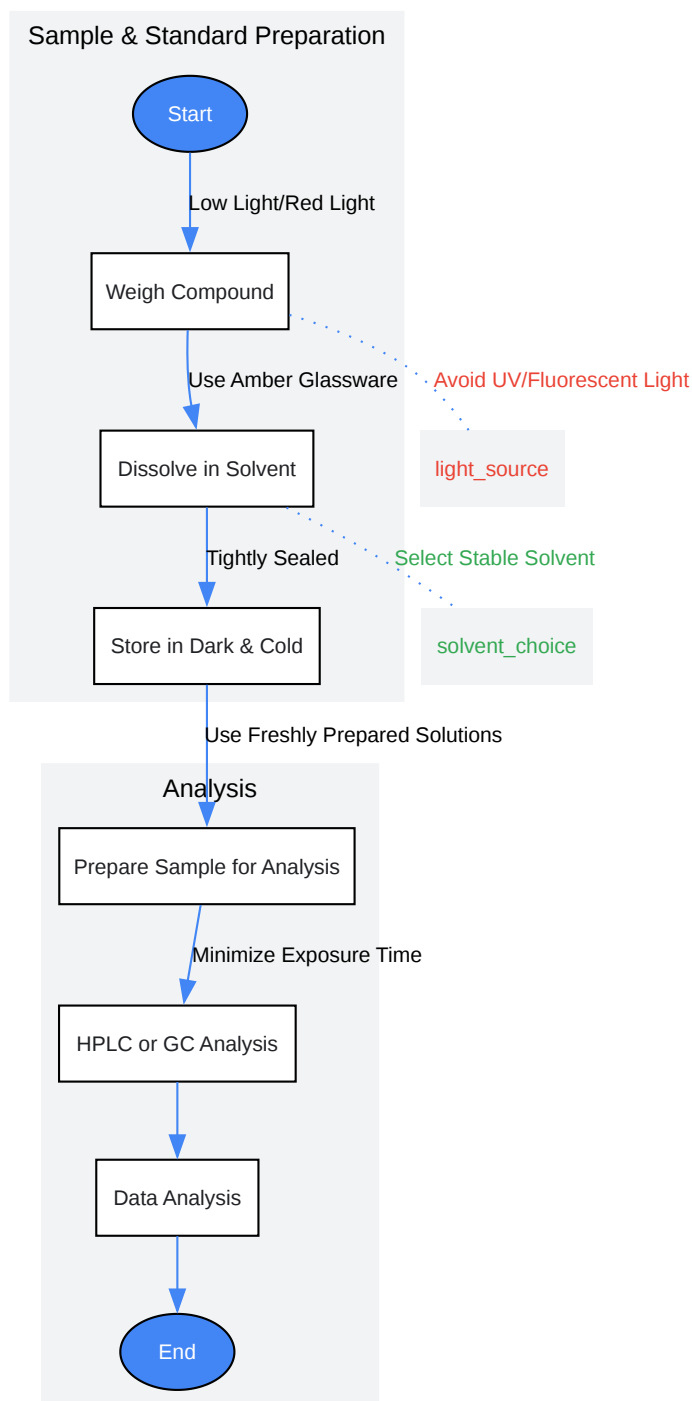 Sample & Standard Preparation
Start
Low Light/Red Light
Weigh Compound
Use Amber Glassware
Avoid UV/Fluorescent Light
Dissolve in Solvent
light_source
Tightly Sealed
Select Stable Solvent
Store in Dark & Cold
solvent_choice
Use Freshly Prepared Solutions
Analysis
Prepare Sample for Analysis
Minimize Exposure Time
HPLC or GC Analysis
Data Analysis
End